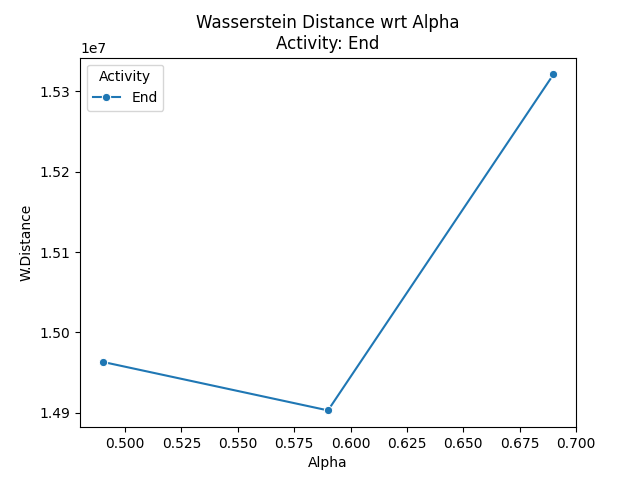 Wasserstein Distance wrt Alpha
Activity: End
1e7
Activity
End
1.53
1.52
1.51
1.50
1.49
W.Distance
0.500 0.525 0.550 0.575 0.600 0.625 0.650 0.675 0.700
Alpha